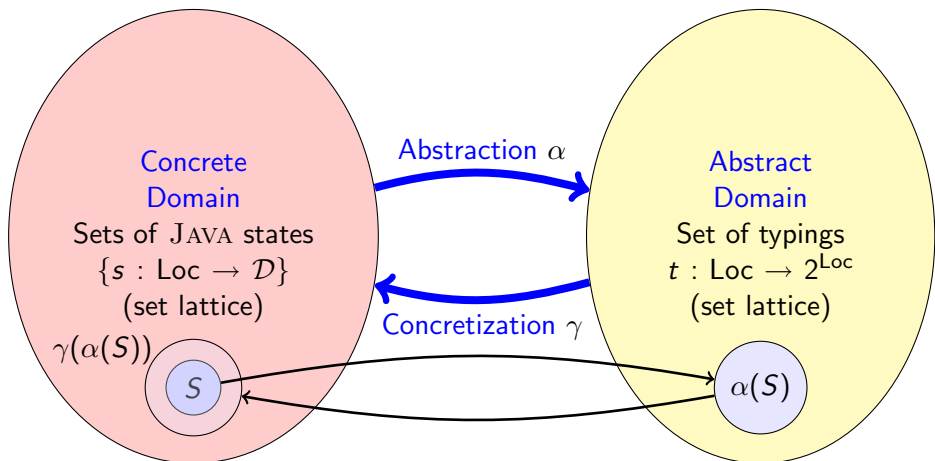 Concrete
Domain
Sets of JAVA states
{s : Loc → 𝒟}
(set lattice)
γ(α(S))
S
Abstraction α
Concretization γ
Abstract
Domain
Set of typings
t : Loc → 2^Loc
(set lattice)
α(S)